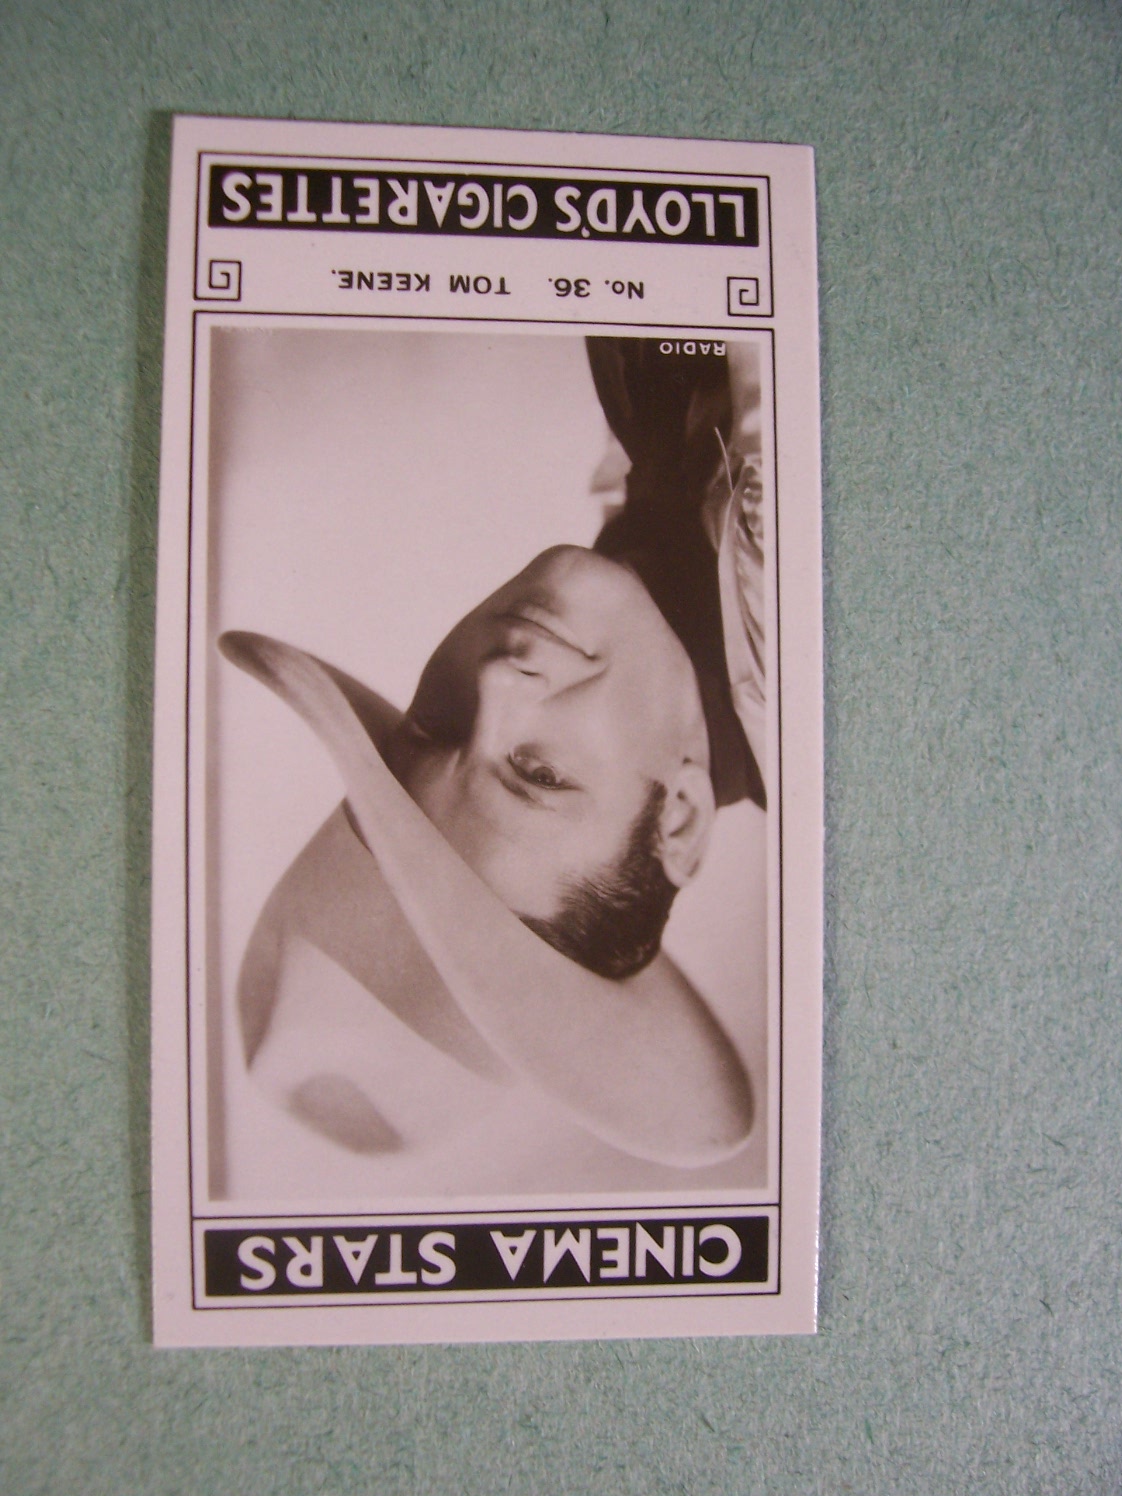 CINEMA STARS
RADIO
No. 36. TOM KEENE.
LLOYD'S CIGARETTES